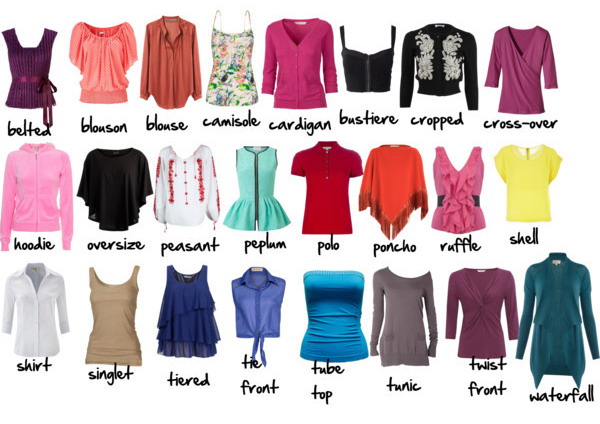 belted
blouson
blouse
camisole
cardigan
bustiere
cropped
cross-over
hoodie
oversize
peasant
peplum
polo
poncho
ruffle
shell
shirt
singlet
tiered
tie
front
tube
top
tunic
twist
front
waterfall